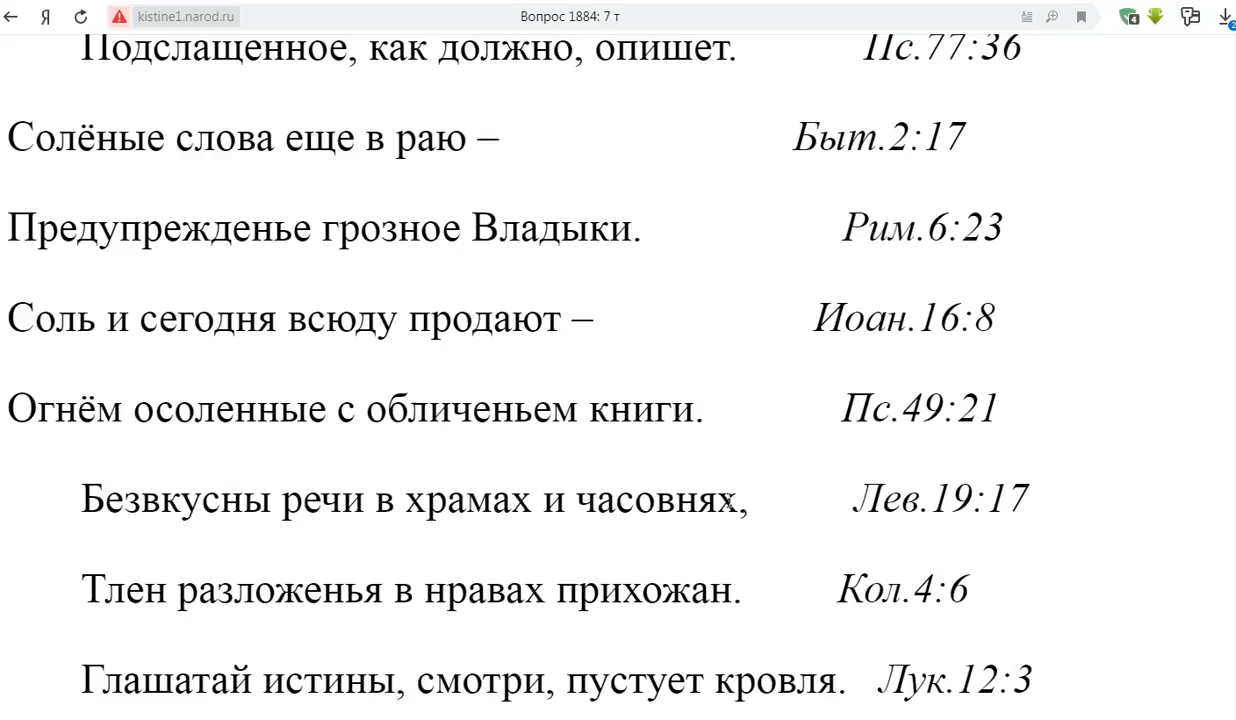 kistine1.narod.ru Вопрос 1884: 7 т 4 2
Подслащенное, как должно, опишет. Пс.77:36
Солёные слова еще в раю – Быт.2:17
Предупрежденье грозное Владыки. Рим.6:23
Соль и сегодня всюду продают – Иоан.16:8
Огнём осоленные с обличеньем книги. Пс.49:21
Безвкусны речи в храмах и часовнях, Лев.19:17
Тлен разложенья в нравах прихожан. Кол.4:6
Глашатай истины, смотри, пустует кровля. Лук.12:3